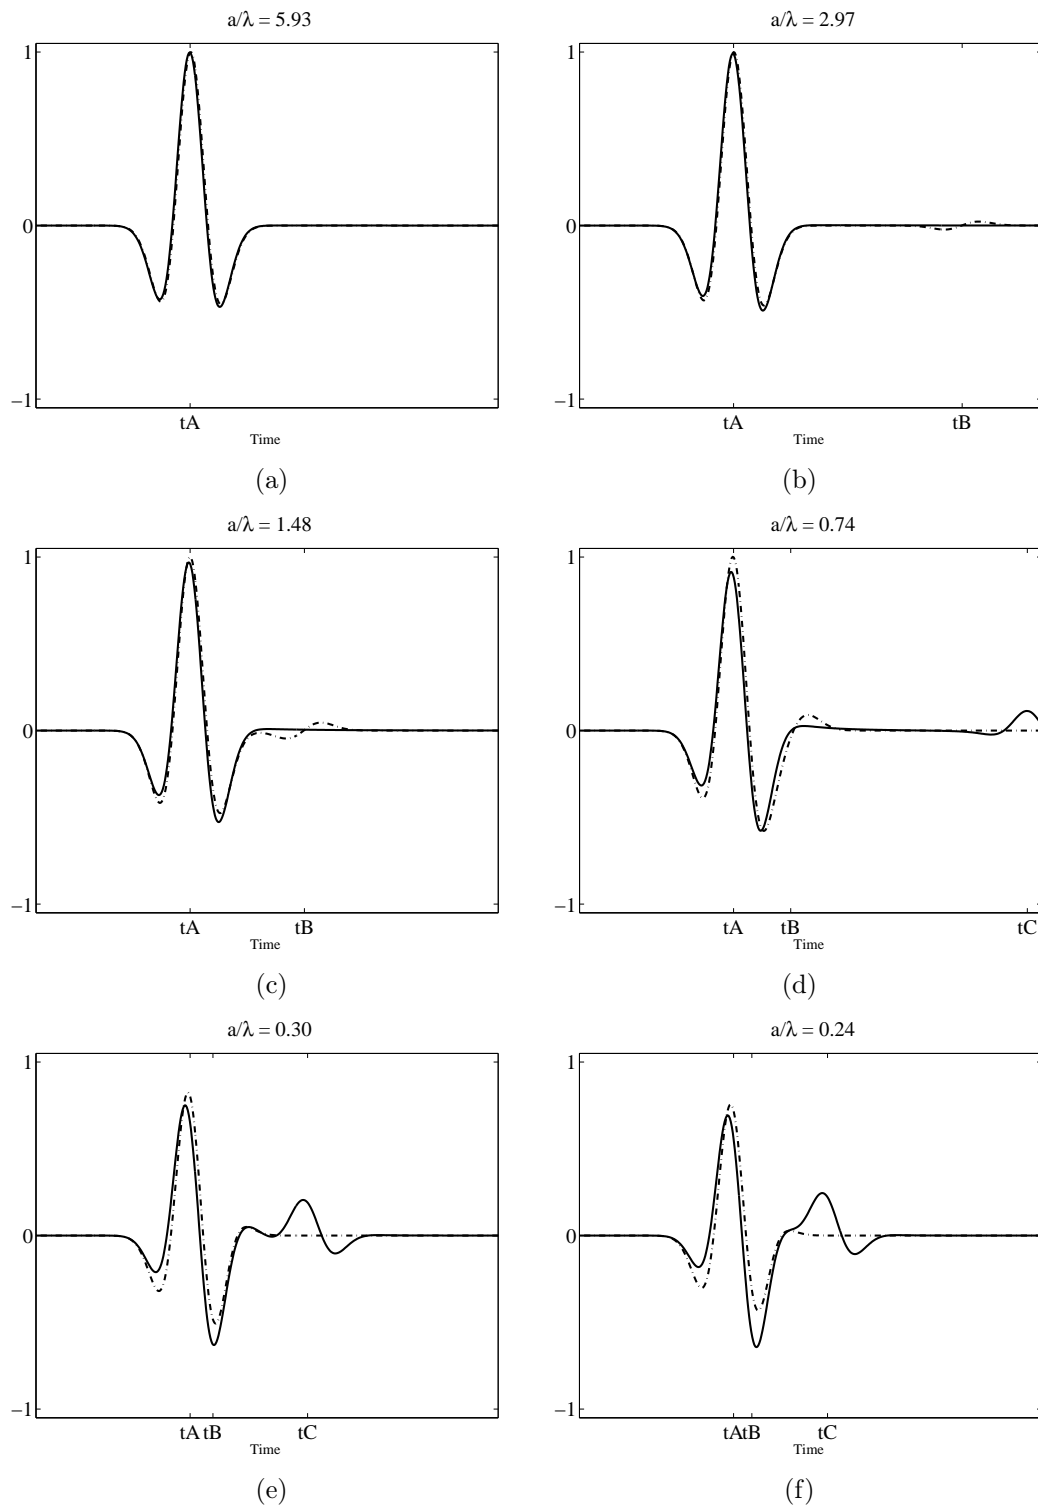 a/λ = 5.93
a/λ = 2.97
1
0
−1
tA
Time
1
0
−1
tA
tB
Time
(a)
(b)
a/λ = 1.48
a/λ = 0.74
1
0
−1
tA
tB
Time
1
0
−1
tA
tB
tC
Time
(c)
(d)
a/λ = 0.30
a/λ = 0.24
1
0
−1
tA tB
tC
Time
1
0
−1
tAtB
tC
Time
(e)
(f)